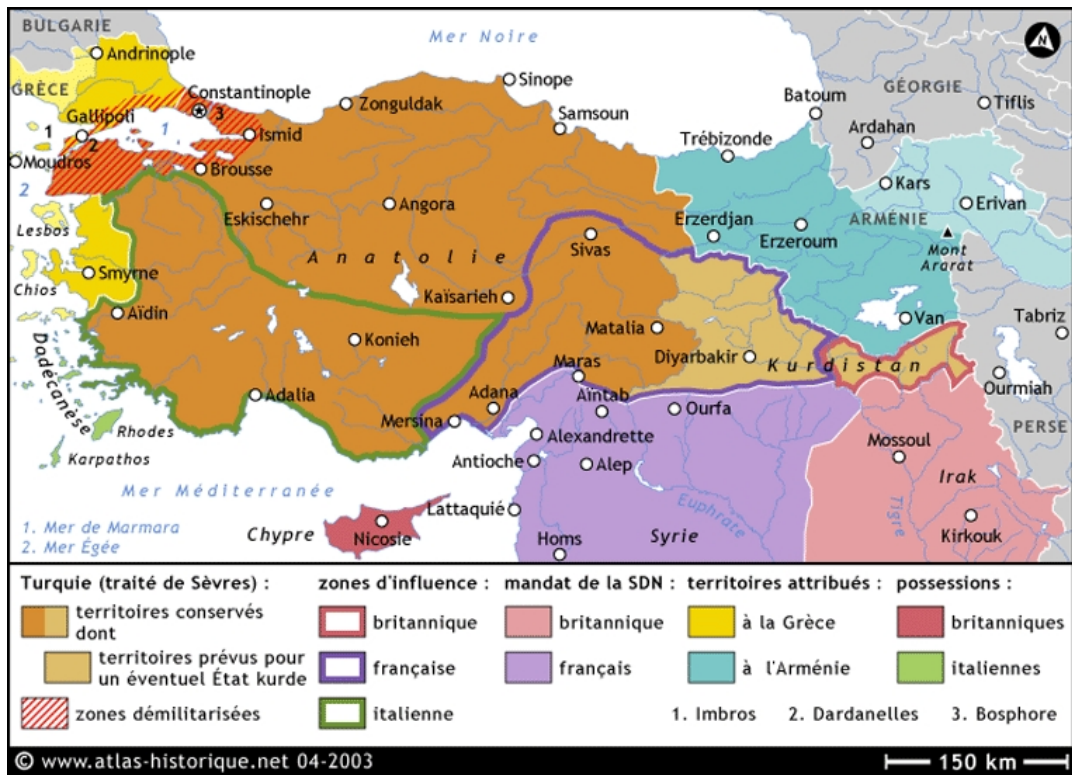 BULGARIE
Mer Noire
N
Andrinople
GRÈCE
Constantinople
Sinope
Zonguldak
Batoum
GÉORGIE
Tiflis
1
Gallipoli
1
3
Ismid
Samsoun
Ardahan
Trébizonde
2
Moudros
Brousse
Kars
2
Eskischehr
Angora
Erzerdjan
ARMÉNIE
Erivan
Lesbos
Sivas
Erzeroum
Mont
Ararat
Anatolie
Smyrne
Chios
Kaïsarieh
Aïdin
Konieh
Matalia
Van
Tabriz
Dodécanèse
Maras
Diyarbakir
Kurdistan
Ourmiah
Adalia
Adana
Aïntab
Ourfa
Mersina
PERSE
Rhodes
Alexandrette
Mossoul
Karpathos
Antioche
Alep
Irak
Mer Méditerranée
Euphrate
Tigre
Lattaquié
1. Mer de Marmara
Chypre
Nicosie
Homs
Syrie
Kirkouk
2. Mer Égée
Turquie (traité de Sèvres) :
territoires conservés
dont
territoires prévus pour
un éventuel État kurde
zones démilitarisées
zones d'influence :
britannique
française
italienne
mandat de la SDN :
britannique
français
territoires attribués :
à la Grèce
à l'Arménie
possessions :
britanniques
italiennes
1. Imbros 2. Dardanelles 3. Bosphore
© www.atlas-historique.net 04-2003
150 km